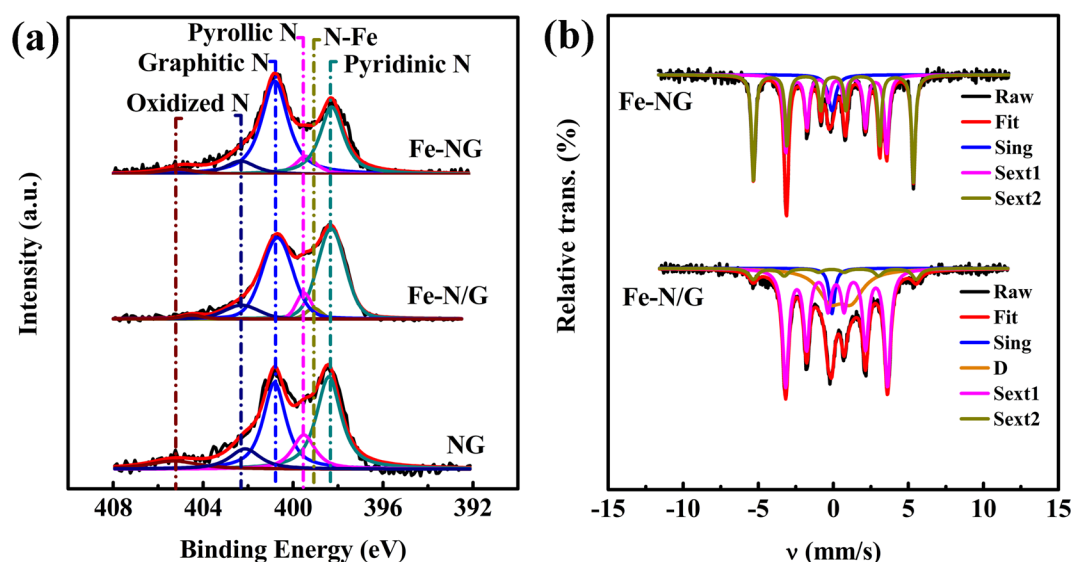 (a)
Pyrollic N
N-Fe
Graphitic N
Pyridinic N
Oxidized N
Fe-NG
Fe-N/G
NG
Intensity (a.u.)
408
404
400
396
392
Binding Energy (eV)
(b)
Fe-NG
Raw
Fit
Sing
Sext1
Sext2
Fe-N/G
Raw
Fit
Sing
D
Sext1
Sext2
Relative trans. (%)
-15
-10
-5
0
5
10
15
ν (mm/s)